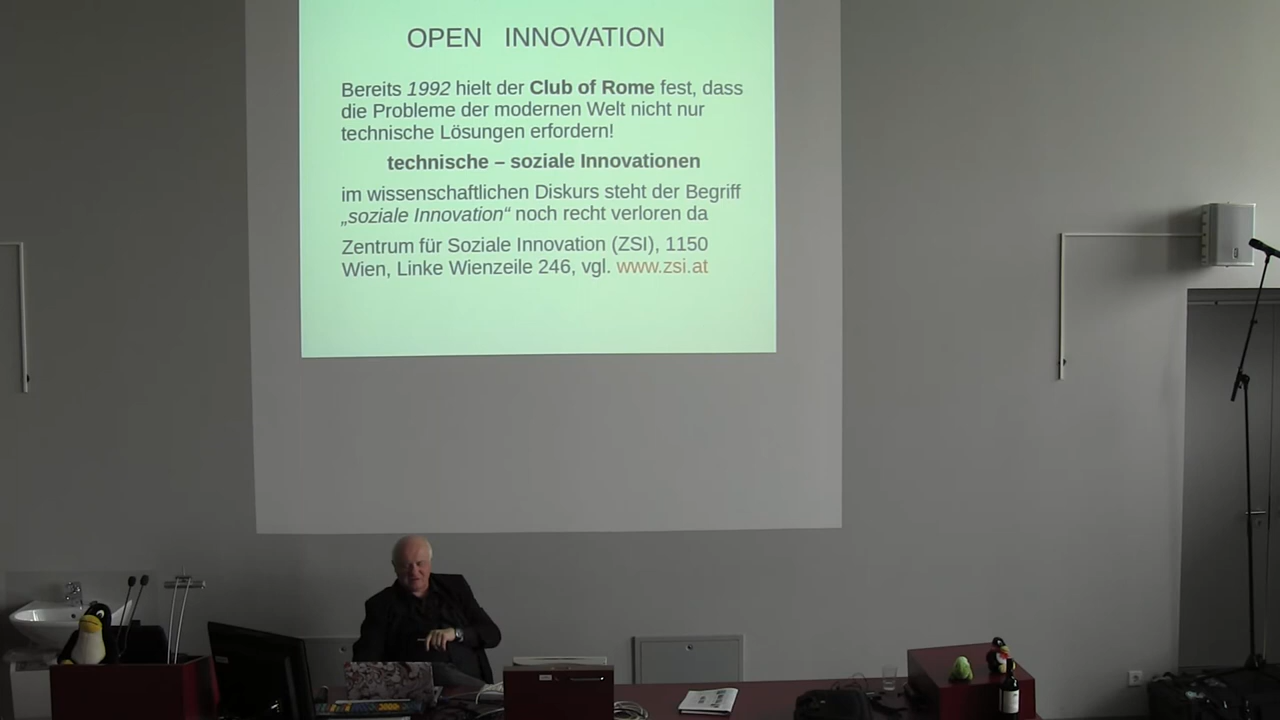 OPEN INNOVATION
Bereits 1992 hielt der Club of Rome fest, dass
die Probleme der modernen Welt nicht nur
technische Lösungen erfordern!
technische – soziale Innovationen
im wissenschaftlichen Diskurs steht der Begriff
„soziale Innovation“ noch recht verloren da
Zentrum für Soziale Innovation (ZSI), 1150
Wien, Linke Wienzeile 246, vgl. www.zsi.at